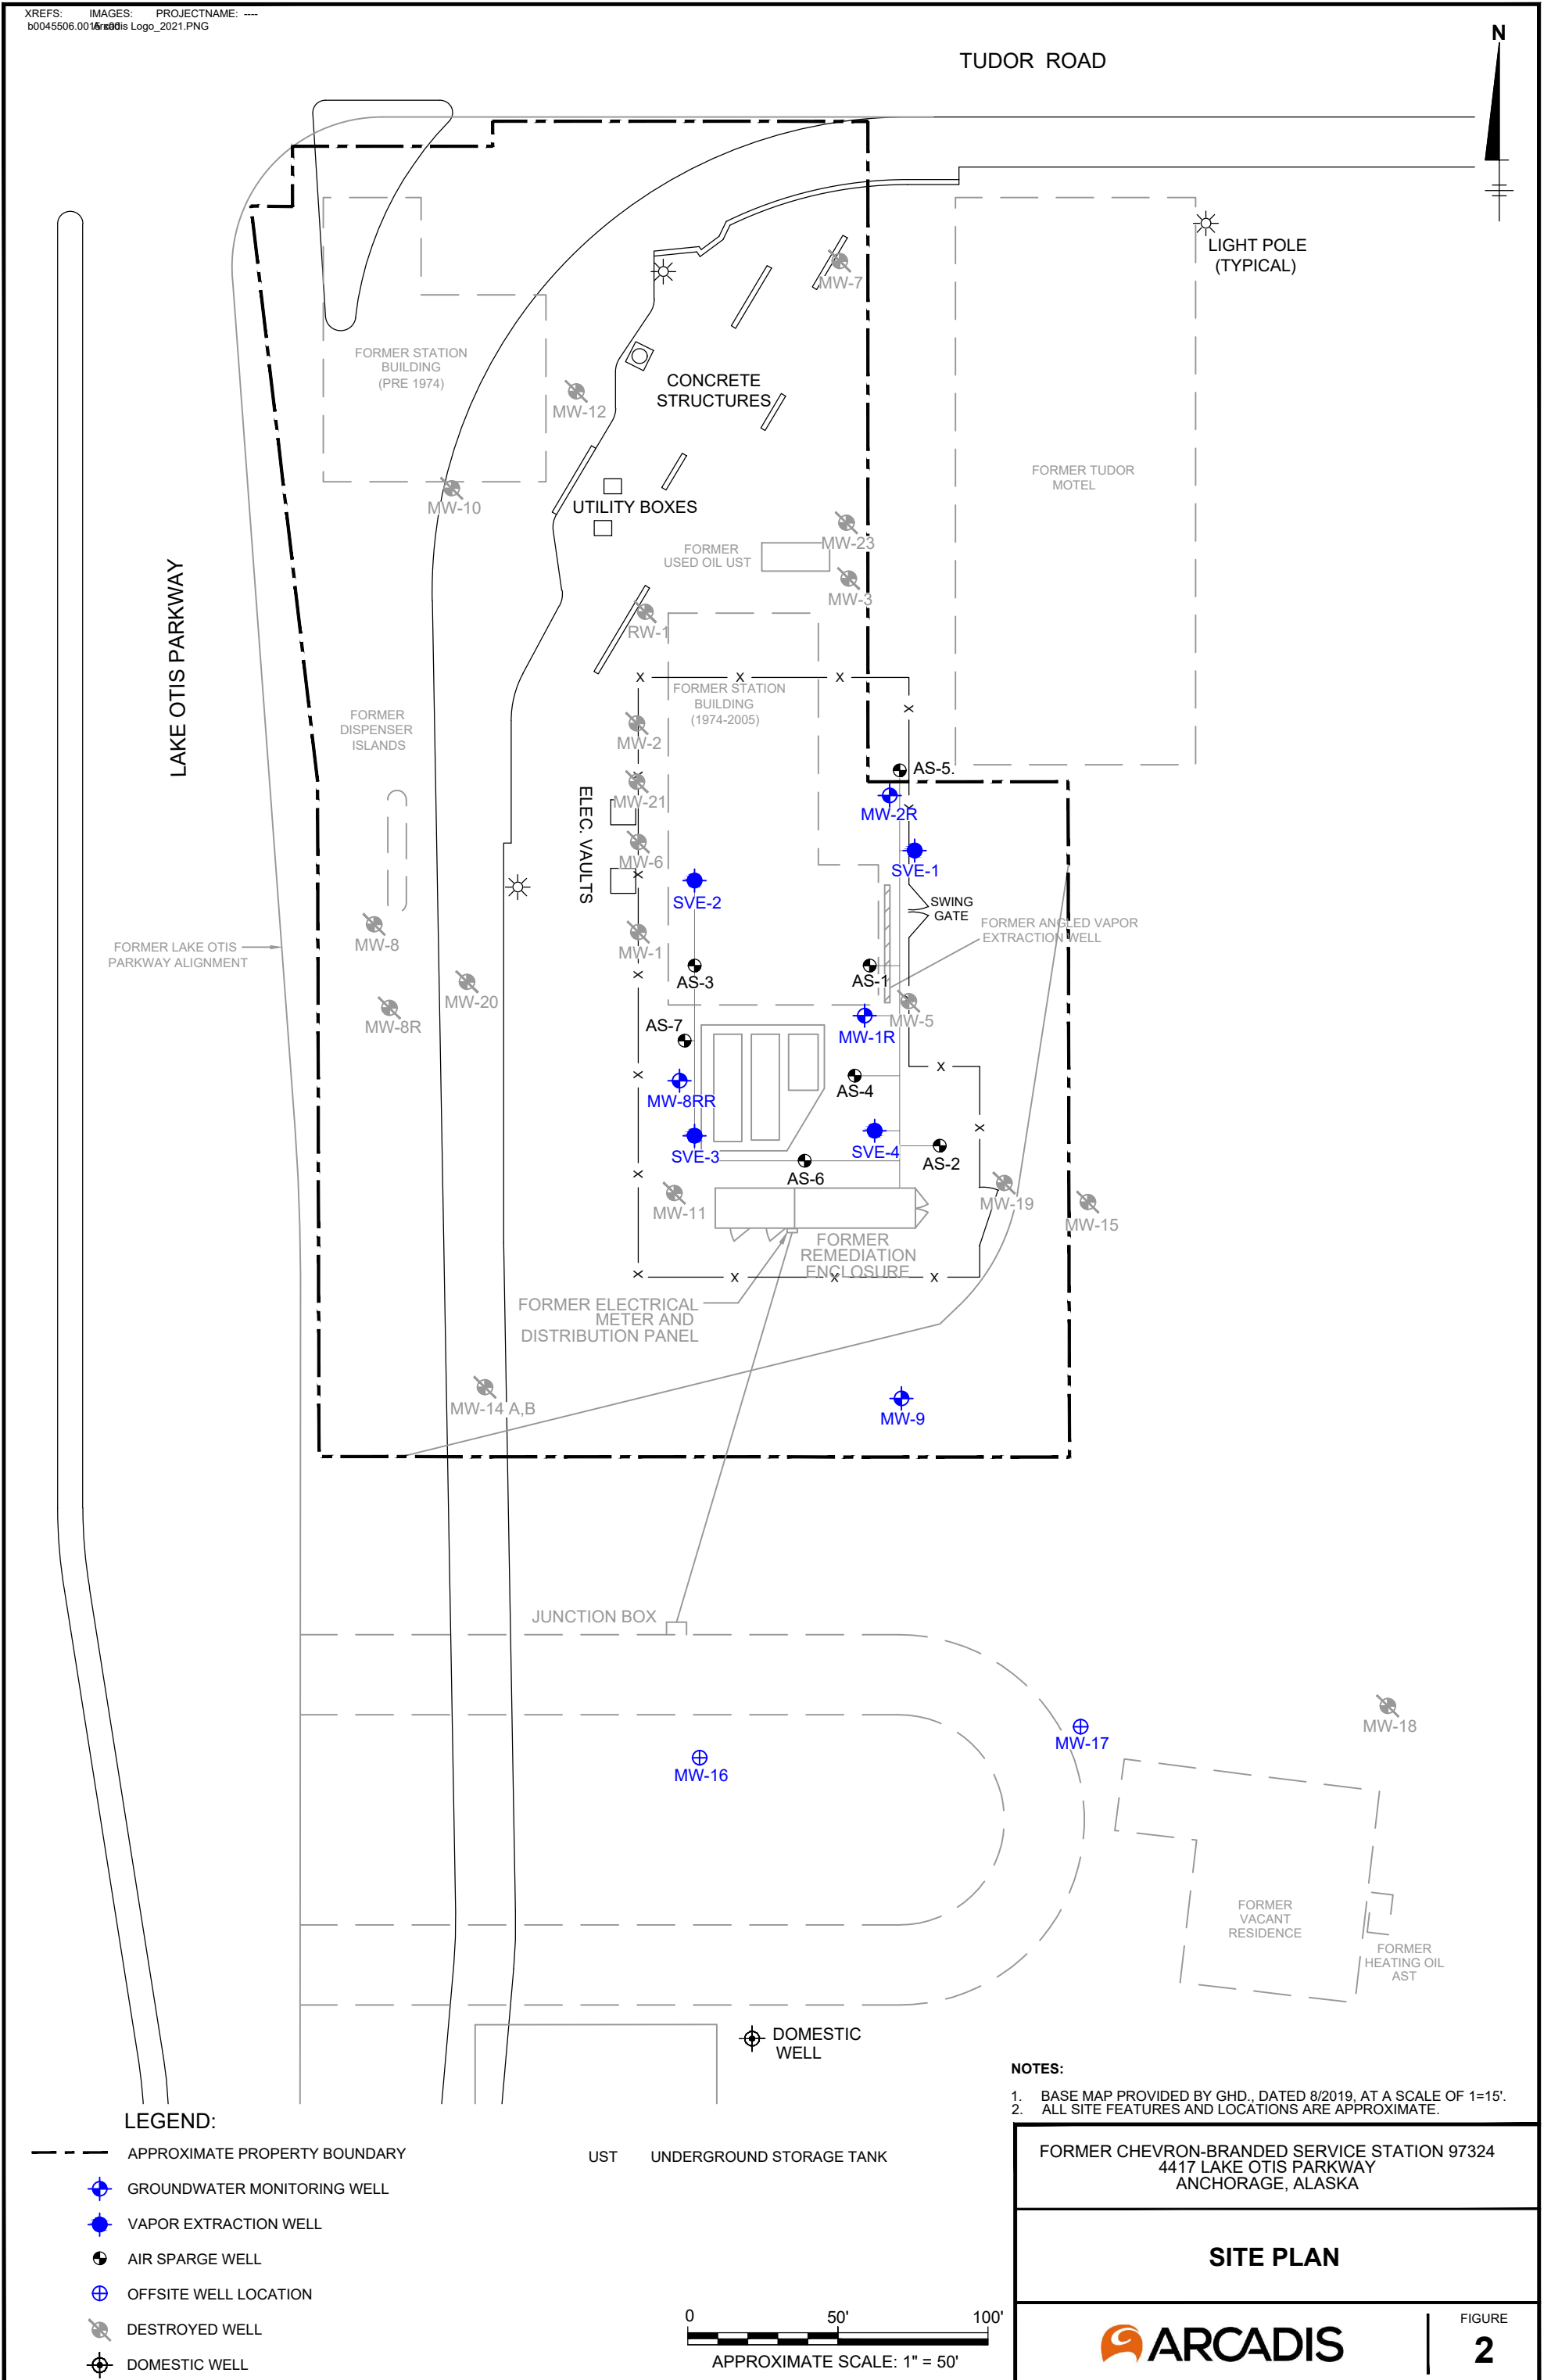 XREFS: IMAGES: PROJECTNAME: ----
Logo_2021.PNG
TUDOR ROAD
N
LIGHT POLE
(TYPICAL)
MW-7
FORMER STATION
BUILDING
(PRE 1974)
CONCRETE
STRUCTURES
MW-12
FORMER TUDOR
MOTEL
MW-10
UTILITY BOXES
MW-23
FORMER
USED OIL UST
MW-3
LAKE OTIS PARKWAY
RW-1
X X X
FORMER STATION
BUILDING
(1974-2005)
X
FORMER
DISPENSER
ISLANDS
MW-2
AS-5.
X
MW-21
MW-2R
X
ELEC. VAULTS
MW-6
SVE-1
X
SVE-2
SWING
GATE
FORMER ANGLED VAPOR
EXTRACTION WELL
MW-8
MW-1
FORMER LAKE OTIS
PARKWAY ALIGNMENT
X
AS-3
AS-1
MW-20
MW-8R
MW-5
AS-7
MW-1R
X
X
AS-4
MW-8RR
X
SVE-3
SVE-4
AS-2
X
AS-6
MW-11
MW-19
MW-15
FORMER
REMEDIATION
ENCLOSURE
X X X X
FORMER ELECTRICAL
METER AND
DISTRIBUTION PANEL
MW-14 A,B
MW-9
JUNCTION BOX
MW-18
MW-17
MW-16
FORMER
VACANT
RESIDENCE
FORMER
HEATING OIL
AST
DOMESTIC
WELL
NOTES:
1. BASE MAP PROVIDED BY GHD., DATED 8/2019, AT A SCALE OF 1=15'.
2. ALL SITE FEATURES AND LOCATIONS ARE APPROXIMATE.
LEGEND:
APPROXIMATE PROPERTY BOUNDARY
GROUNDWATER MONITORING WELL
VAPOR EXTRACTION WELL
AIR SPARGE WELL
OFFSITE WELL LOCATION
DESTROYED WELL
DOMESTIC WELL
UST UNDERGROUND STORAGE TANK
0 50' 100'
APPROXIMATE SCALE: 1" = 50'
FORMER CHEVRON-BRANDED SERVICE STATION 97324
4417 LAKE OTIS PARKWAY
ANCHORAGE, ALASKA
SITE PLAN
ARCADIS
FIGURE
2